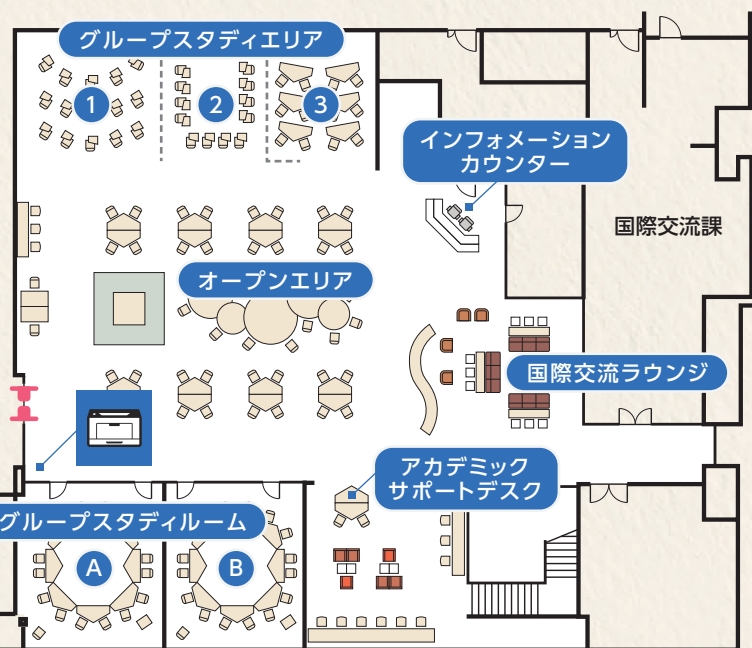 グループスタディエリア
1
2
3
インフォメーション
カウンター
国際交流課
オープンエリア
国際交流ラウンジ
アカデミック
サポートデスク
グループスタディルーム
A
B